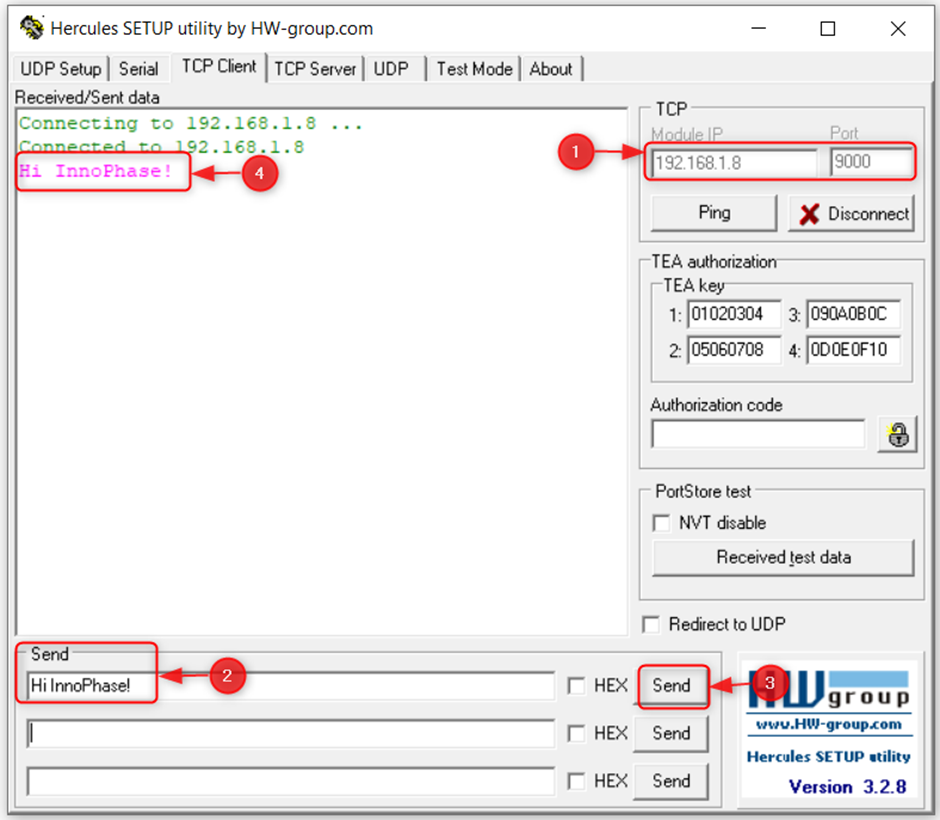 Hercules SETUP utility by HW-group.com
UDP Setup Serial TCP Client TCP Server UDP Test Mode About
Received/Sent data
Connecting to 192.168.1.8 ...
Connected to 192.168.1.8
Hi InnoPhase!
4
1
TCP
Module IP Port
192.168.1.8 9000
Ping Disconnect
TEA authorization
TEA key
1: 01020304 3: 090A0B0C
2: 05060708 4: 0D0E0F10
Authorization code
PortStore test
NVT disable
Received test data
Redirect to UDP
Send
Hi InnoPhase!
2
HEX Send
3
HEX Send
HEX Send
HW group
www.HW-group.com
Hercules SETUP utility
Version 3.2.8